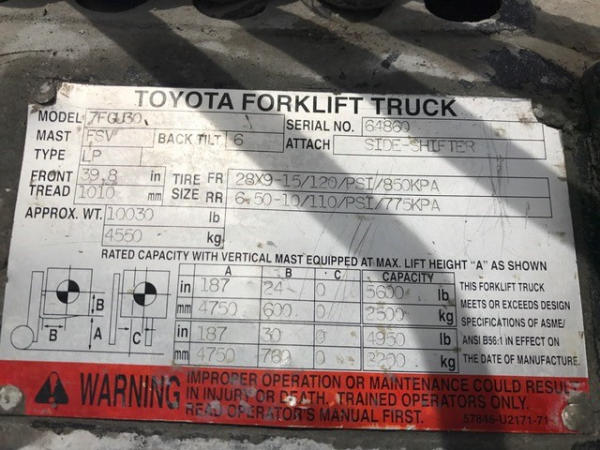 TOYOTA FORKLIFT TRUCK
MODEL 7FGU30 SERIAL NO. 64860
MAST FSV BACK TILT 6 ATTACH SIDE-SHIFTER
TYPE LP
FRONT TREAD 39.8 in TIRE SIZE FR 28X9-15/120/PSI/850KPA
1010 mm RR 6.50-10/110/PSI/775KPA
APPROX. WT. 10030 lb
4550 kg
RATED CAPACITY WITH VERTICAL MAST EQUIPPED AT MAX. LIFT HEIGHT "A" AS SHOWN
A B C CAPACITY
in 187 24 0 5600 lb
mm 4750 600 0 2500 kg
in 187 30 0 4950 lb
mm 4750 780 0 2200 kg
B A B C
THIS FORKLIFT TRUCK
MEETS OR EXCEEDS DESIGN
SPECIFICATIONS OF ASME/
ANSI B56.1 IN EFFECT ON
THE DATE OF MANUFACTURE.
WARNING
IMPROPER OPERATION OR MAINTENANCE COULD RESULT
IN INJURY OR DEATH. TRAINED OPERATORS ONLY.
READ OPERATOR'S MANUAL FIRST.
57845-U2171-71